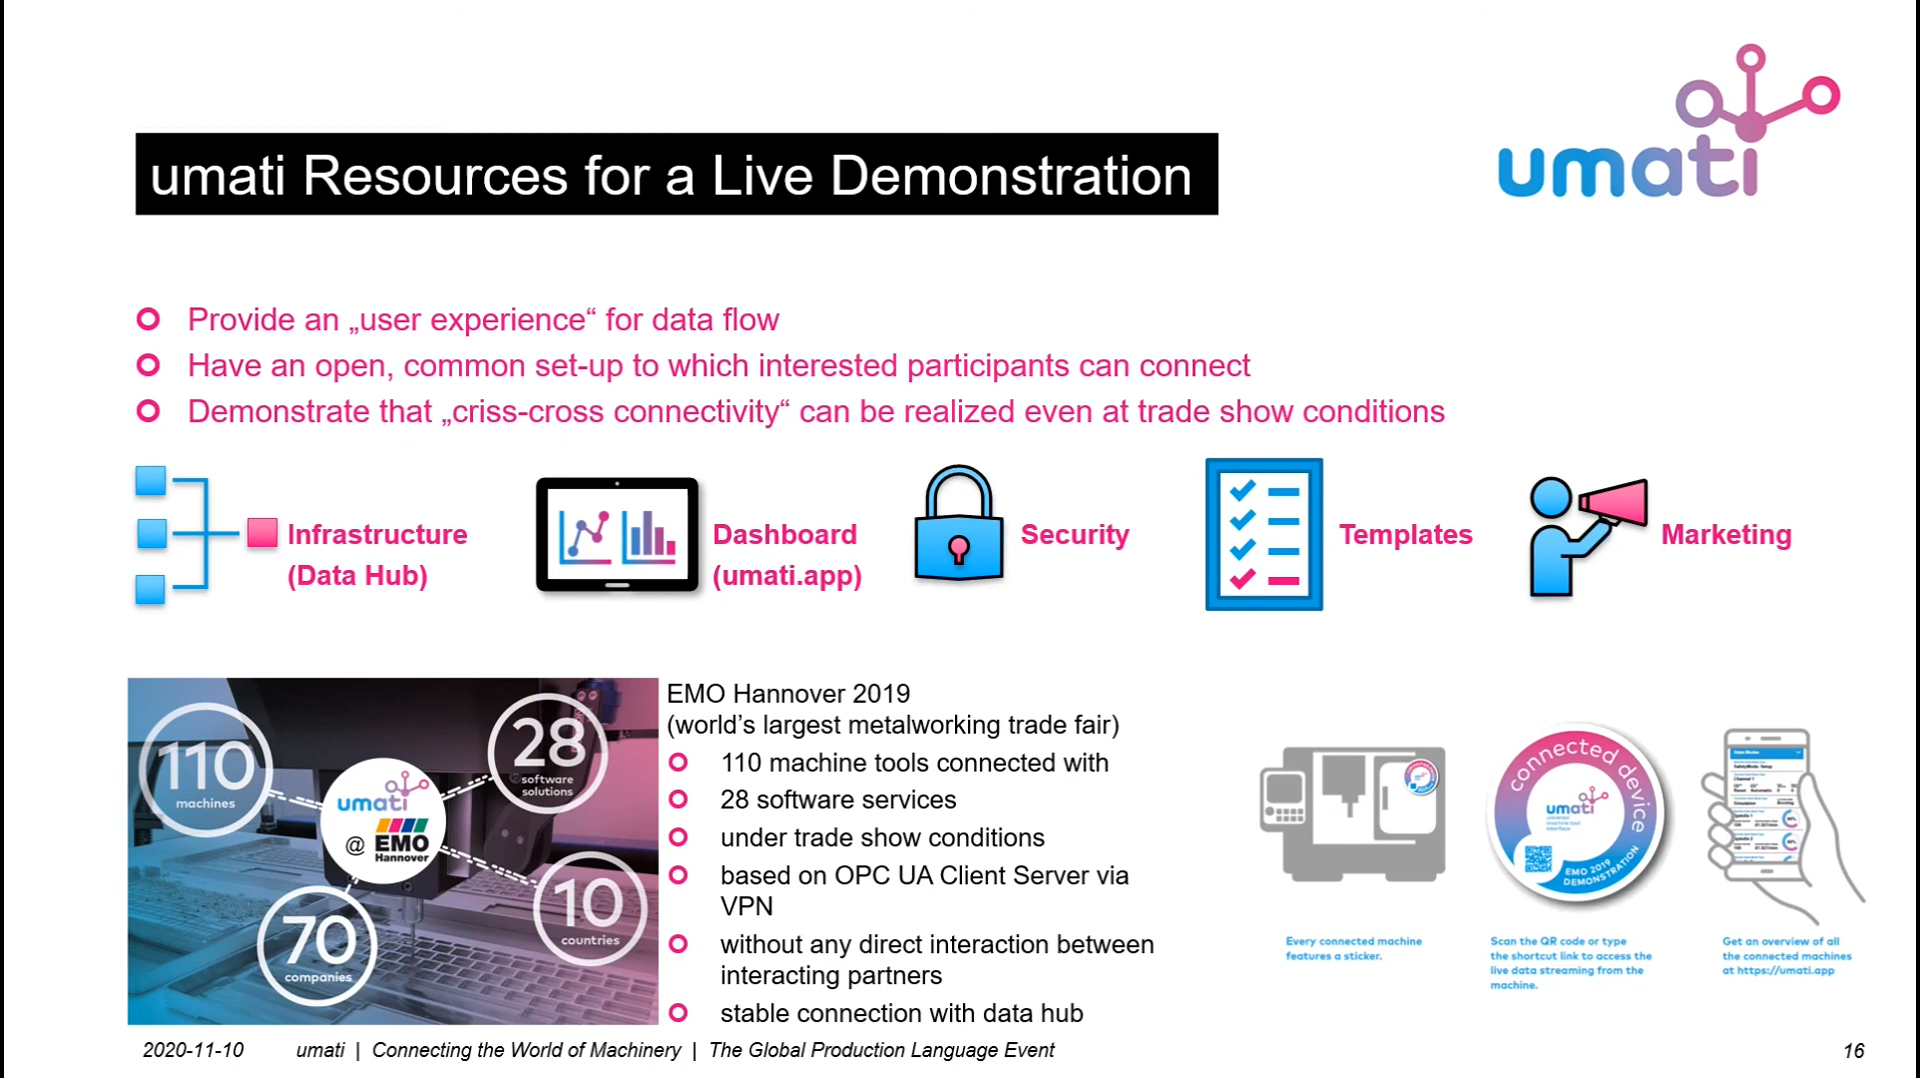 umati
umati Resources for a Live Demonstration
Provide an „user experience“ for data flow
Have an open, common set-up to which interested participants can connect
Demonstrate that „criss-cross connectivity“ can be realized even at trade show conditions
Infrastructure
(Data Hub)
Dashboard
(umati.app)
Security
Templates
Marketing
110
machines
28
software
solutions
umati
@ EMO
Hannover
70
companies
10
countries
EMO Hannover 2019
(world’s largest metalworking trade fair)
110 machine tools connected with
28 software services
under trade show conditions
based on OPC UA Client Server via
VPN
without any direct interaction between
interacting partners
stable connection with data hub
connected device
umati
universal
machine tool
interface
EMO 2019
DEMONSTRATION
Every connected machine
features a sticker.
Scan the QR code or type
the shortcut link to access the
live data streaming from the
machine.
Get an overview of all
the connected machines
at https://umati.app
2020-11-10
umati | Connecting the World of Machinery | The Global Production Language Event
16